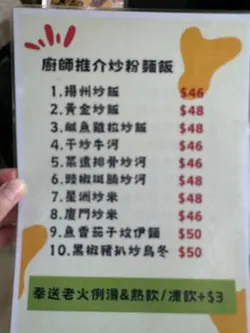 廚師推介炒粉麵飯
1.揚州炒飯 $46
2.黃金炒飯 $48
3.鹹魚雞粒炒飯 $48
4.干炒牛河 $46
5.菜遠排骨炒河 $46
6.豉椒斑腩炒河 $48
7.星洲炒米 $48
8.廈門炒米 $46
9.魚香茄子炆伊麵 $50
10.黑椒豬扒炒烏冬 $50
奉送老火例湯&熱飲/凍飲+$3